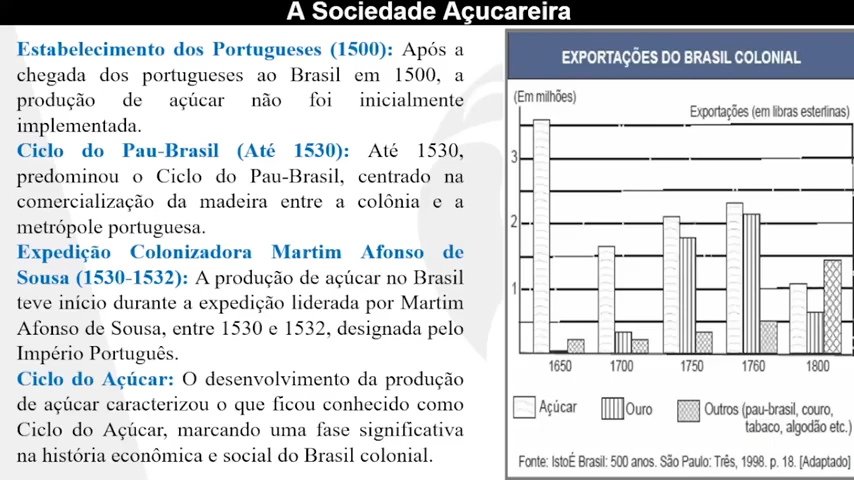 A Sociedade Açucareira
Estabelecimento dos Portugueses (1500): Após a
chegada dos portugueses ao Brasil em 1500, a
produção de açúcar não foi inicialmente
implementada.
Ciclo do Pau-Brasil (Até 1530): Até 1530,
predominou o Ciclo do Pau-Brasil, centrado na
comercialização da madeira entre a colônia e a
metrópole portuguesa.
Expedição Colonizadora Martim Afonso de
Sousa (1530-1532): A produção de açúcar no Brasil
teve início durante a expedição liderada por Martim
Afonso de Sousa, entre 1530 e 1532, designada pelo
Império Português.
Ciclo do Açúcar: O desenvolvimento da produção
de açúcar caracterizou o que ficou conhecido como
Ciclo do Açúcar, marcando uma fase significativa
na história econômica e social do Brasil colonial.
EXPORTAÇÕES DO BRASIL COLONIAL
(Em milhões)
Exportações (em libras esterlinas)
3
2
1
1650 1700 1750 1760 1800
Açúcar Ouro Outros (pau-brasil, couro,
tabaco, algodão etc.)
Fonte: IstoÉ Brasil: 500 anos. São Paulo: Três, 1998. p. 18. [Adaptado]